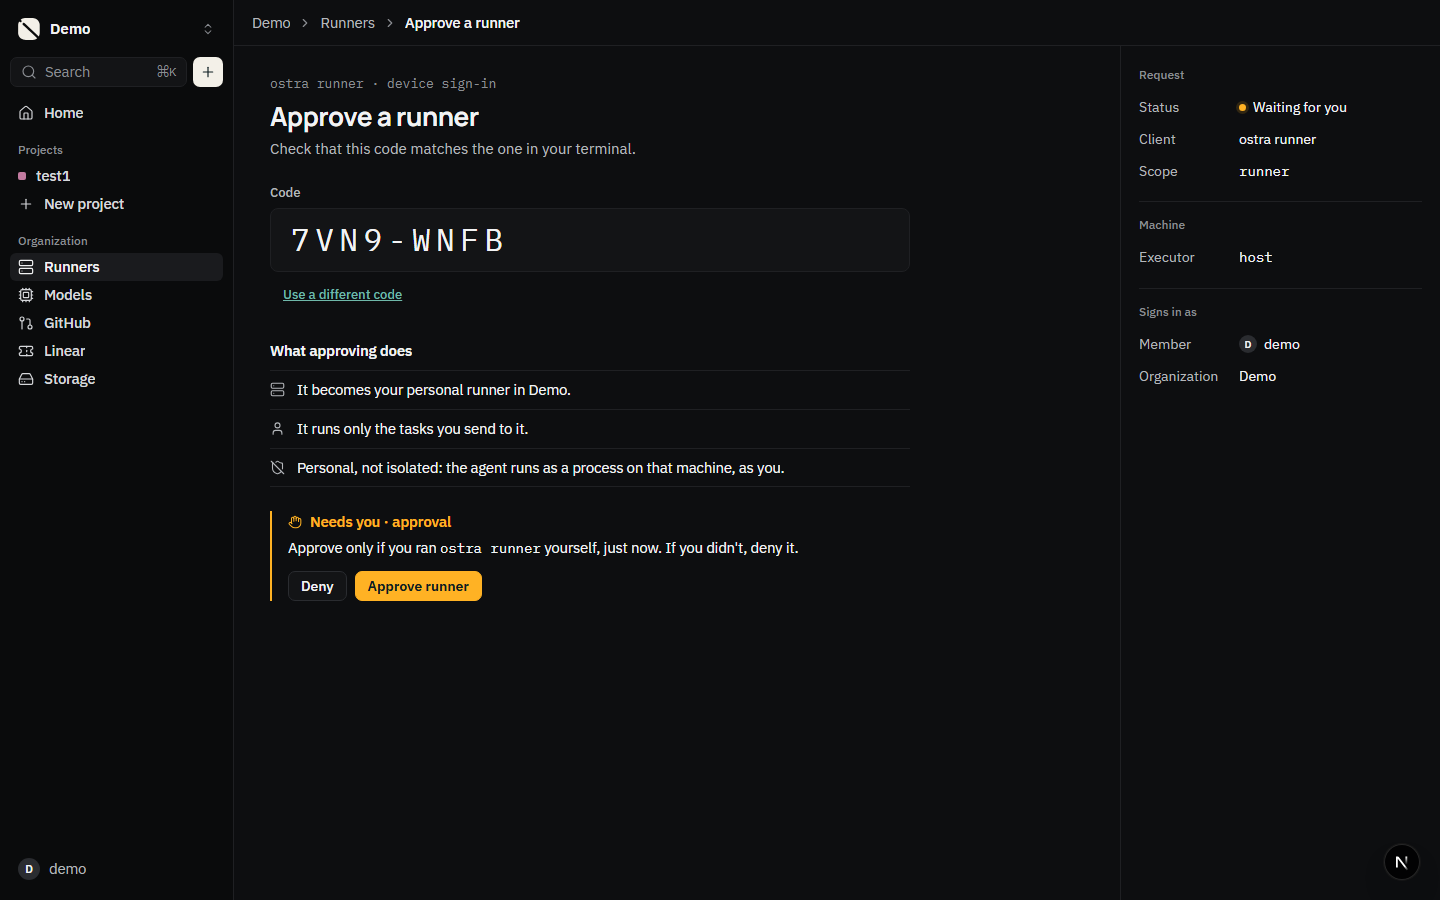 Demo
Search ⌘K
Home
Projects
test1
New project
Organization
Runners
Models
GitHub
Linear
Storage
D demo
Demo > Runners > Approve a runner
ostra runner · device sign-in
Approve a runner
Check that this code matches the one in your terminal.
Code
7VN9-WNFB
Use a different code
What approving does
It becomes your personal runner in Demo.
It runs only the tasks you send to it.
Personal, not isolated: the agent runs as a process on that machine, as you.
Needs you · approval
Approve only if you ran ostra runner yourself, just now. If you didn't, deny it.
Deny Approve runner
Request
Status Waiting for you
Client ostra runner
Scope runner
Machine
Executor host
Signs in as
Member D demo
Organization Demo
N